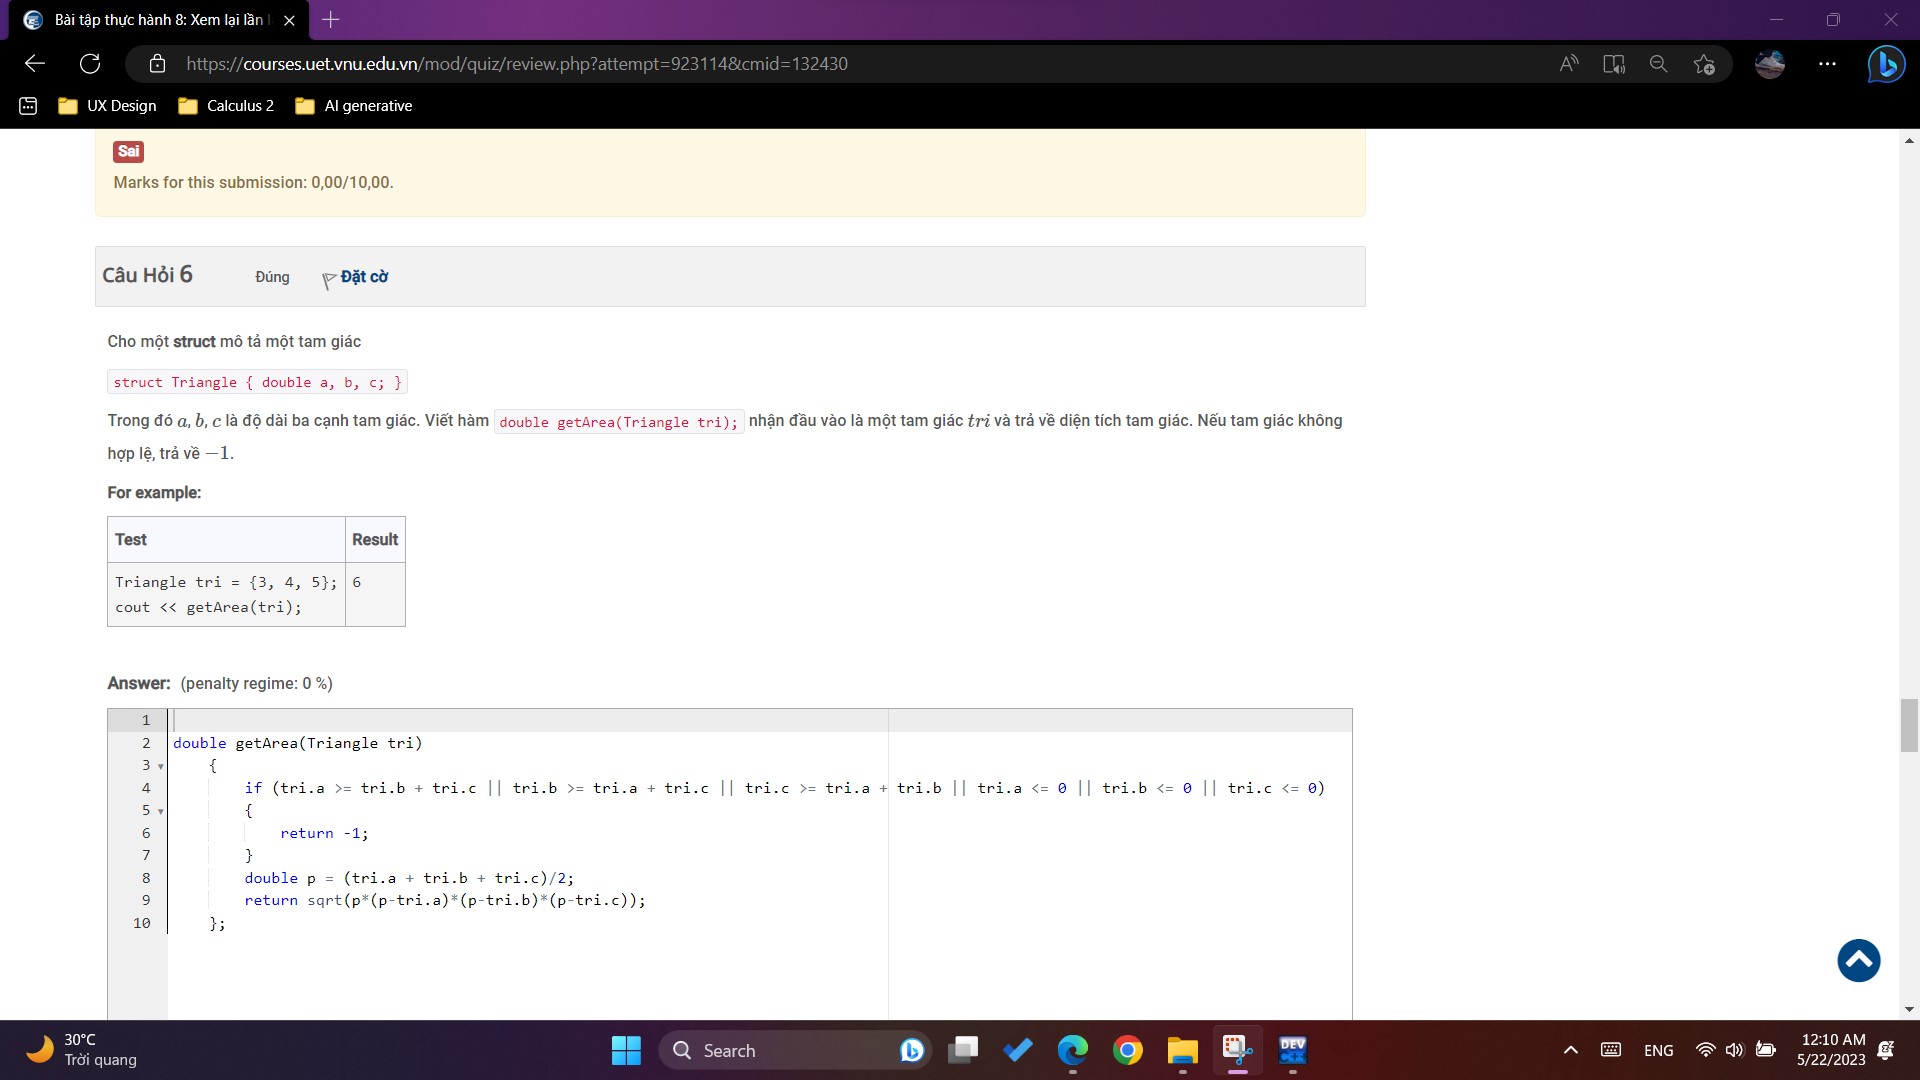 Bài tập thực hành 8: Xem lại lần
https://courses.uet.vnu.edu.vn/mod/quiz/review.php?attempt=923114&cmid=132430
UX Design
Calculus 2
AI generative
Sai
Marks for this submission: 0,00/10,00.
Câu Hỏi 6
Đúng
Đặt cờ
Cho một struct mô tả một tam giác
struct Triangle { double a, b, c; }
Trong đó a, b, c là độ dài ba cạnh tam giác. Viết hàm double getArea(Triangle tri); nhận đầu vào là một tam giác tri và trả về diện tích tam giác. Nếu tam giác không
hợp lệ, trả về −1.
For example:
Test Result
Triangle tri = {3, 4, 5}; 6
cout << getArea(tri);
Answer: (penalty regime: 0 %)
1
2 double getArea(Triangle tri)
3 {
4 if (tri.a >= tri.b + tri.c || tri.b >= tri.a + tri.c || tri.c >= tri.a + tri.b || tri.a <= 0 || tri.b <= 0 || tri.c <= 0)
5 {
6 return -1;
7 }
8 double p = (tri.a + tri.b + tri.c)/2;
9 return sqrt(p*(p-tri.a)*(p-tri.b)*(p-tri.c));
10 };
30°C
Trời quang
Search
DEV
C++
ENG
12:10 AM
5/22/2023